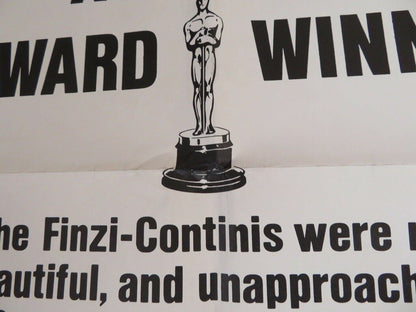 WARD WINN
he Finzi-Continis were
autiful, and unapproach